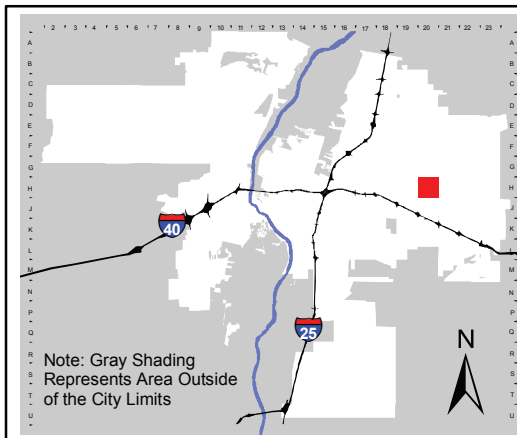 1 2 3 4 5 6 7 8 9 10 11 12 13 14 15 16 17 18 19 20 21 22 23
A A
B B
C C
D D
E E
F F
G G
H H
J J
K K
40
L L
M M
N N
P P
Q Q
25
N
Note: Gray Shading
Represents Area Outside
of the City Limits
R R
S S
T T
U U